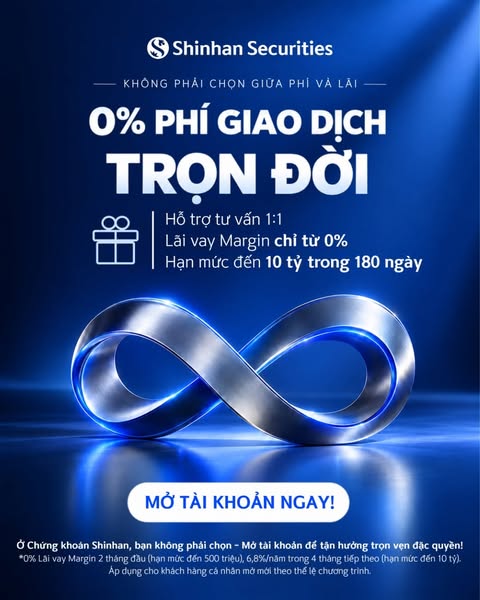 Shinhan Securities
KHÔNG PHẢI CHỌN GIỮA PHÍ VÀ LÃI
0% PHÍ GIAO DỊCH
TRỌN ĐỜI
Hỗ trợ tư vấn 1:1
Lãi vay Margin chỉ từ 0%
Hạn mức đến 10 tỷ trong 180 ngày
MỞ TÀI KHOẢN NGAY!
Ở Chứng khoán Shinhan, bạn không phải chọn – Mở tài khoản để tận hưởng trọn vẹn đặc quyền!
*0% Lãi vay Margin 2 tháng đầu (hạn mức đến 500 triệu), 6,8%/năm trong 4 tháng tiếp theo (hạn mức đến 10 tỷ).
Áp dụng cho khách hàng cá nhân mở mới theo thể lệ chương trình.